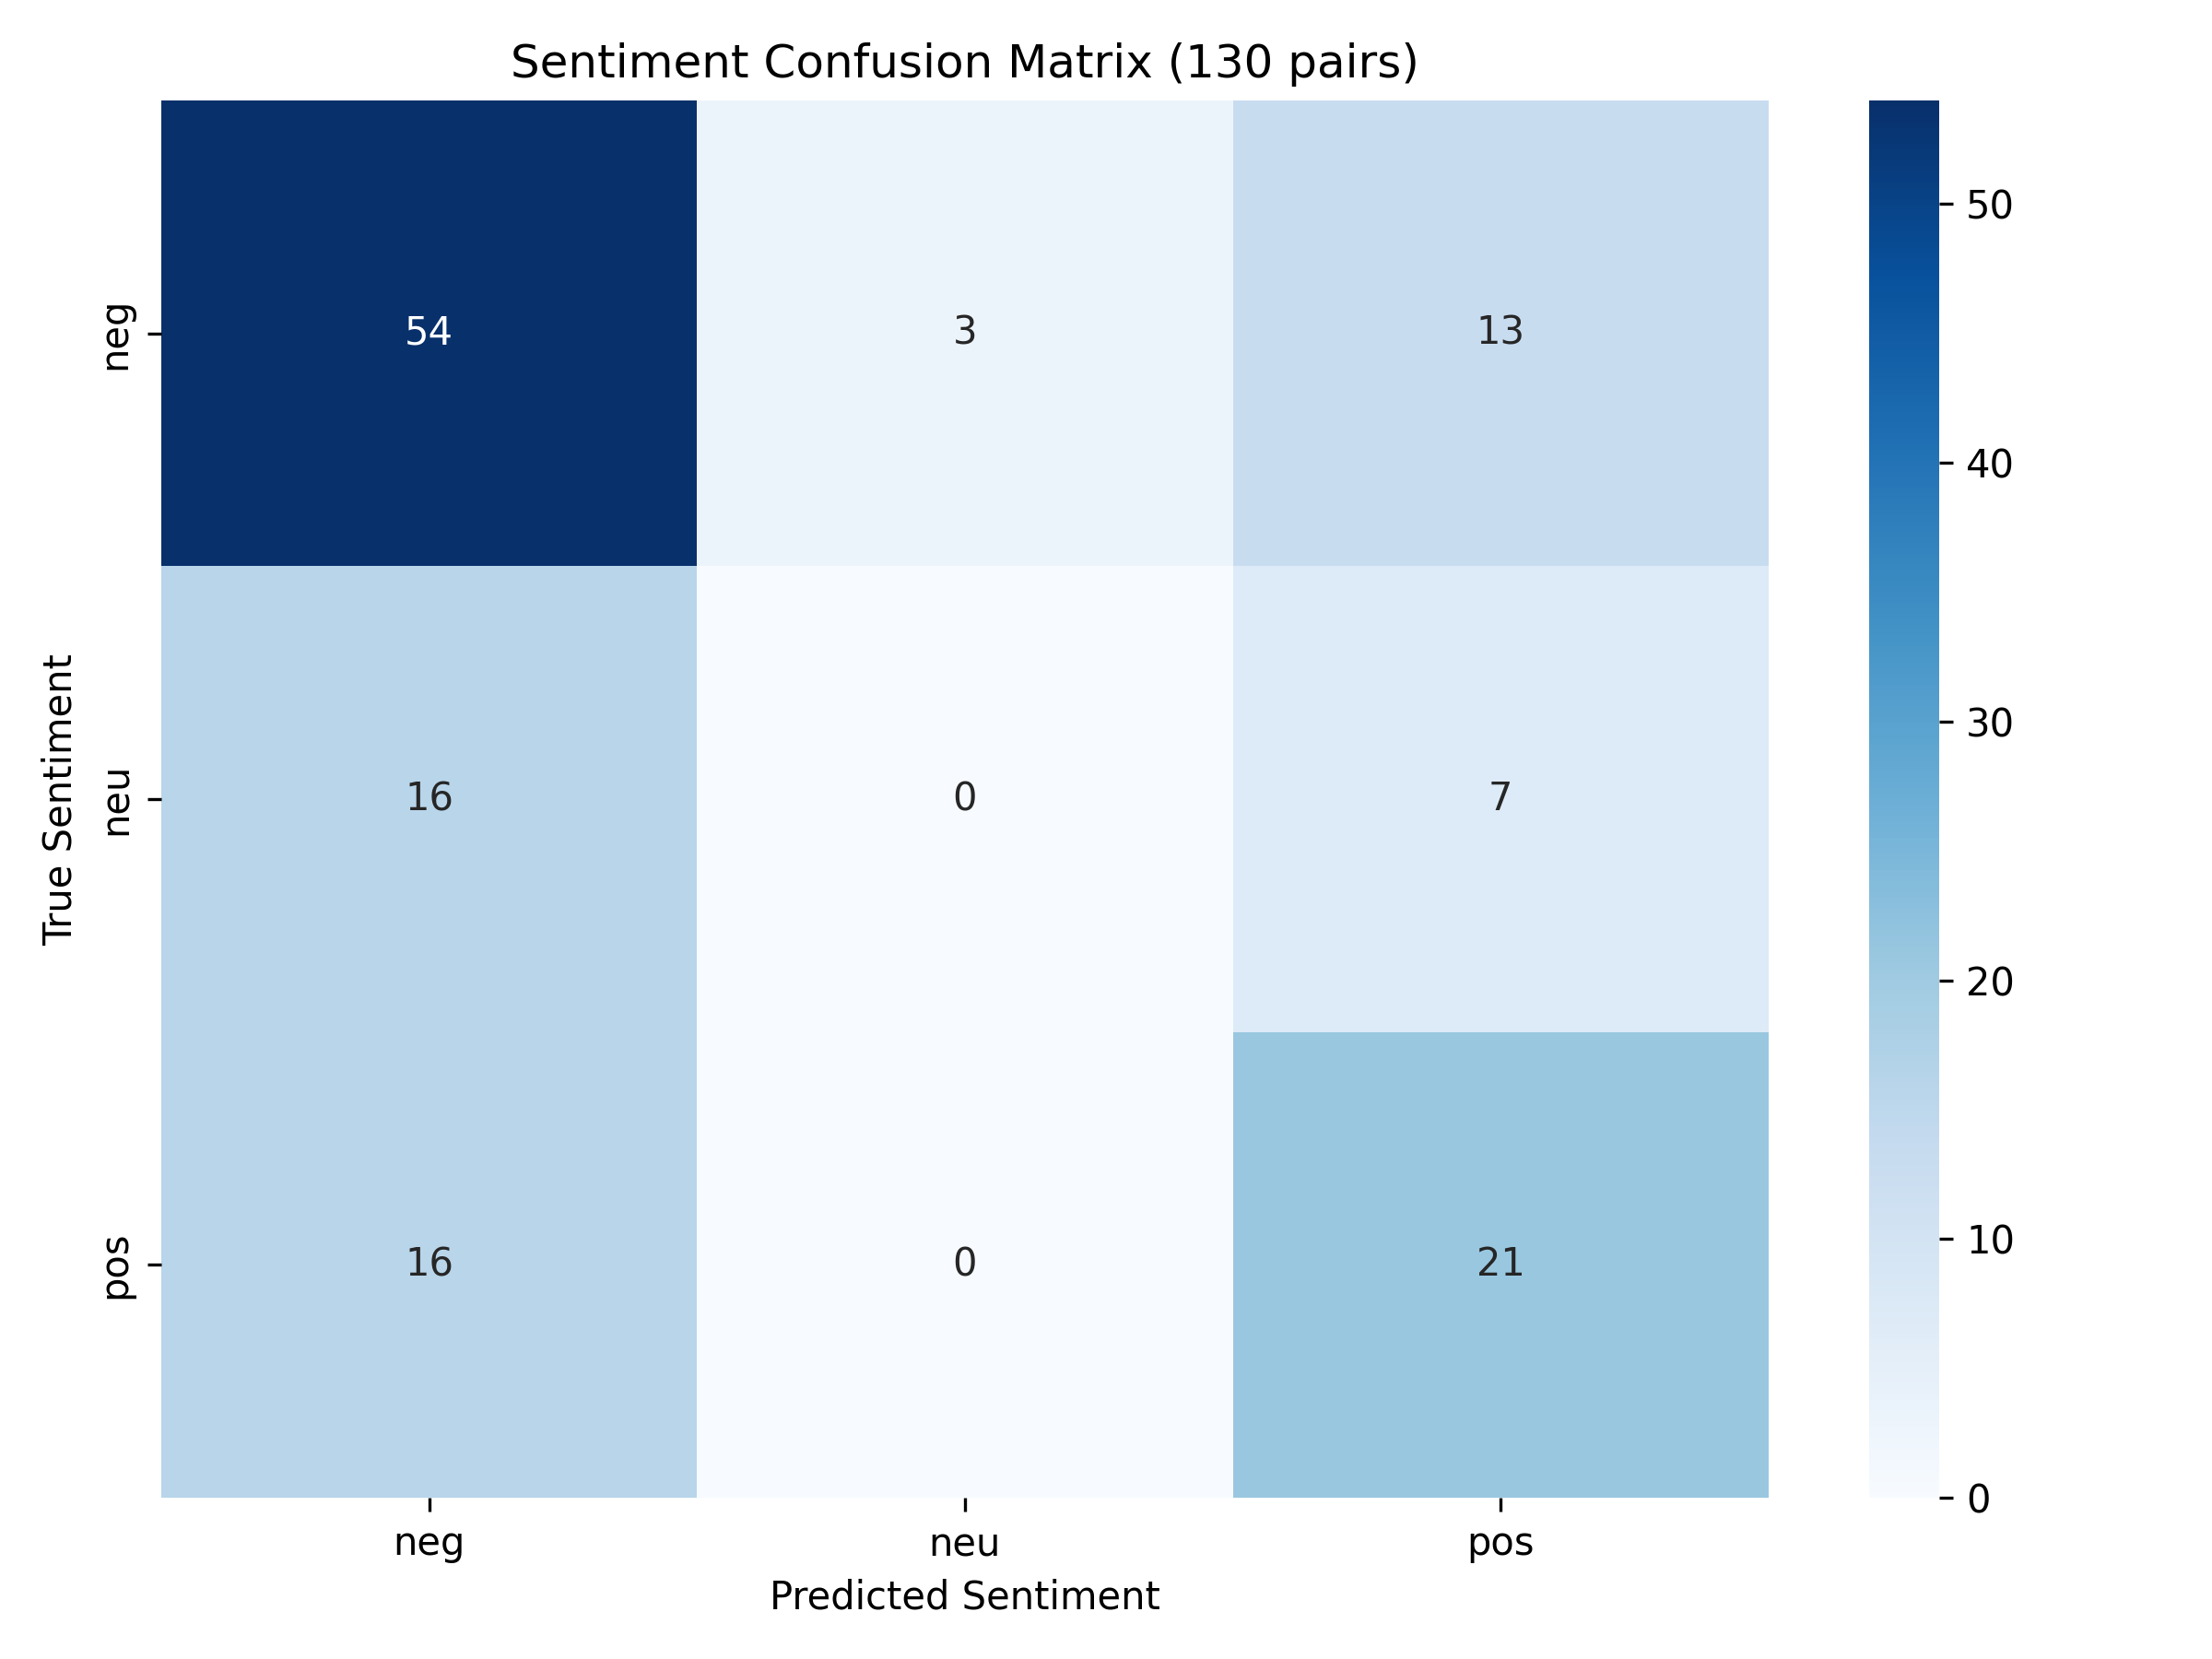 Sentiment Confusion Matrix (130 pairs)
True Sentiment
neg
54
3
13
neu
16
0
7
pos
16
0
21
neg
neu
pos
Predicted Sentiment
50
40
30
20
10
0